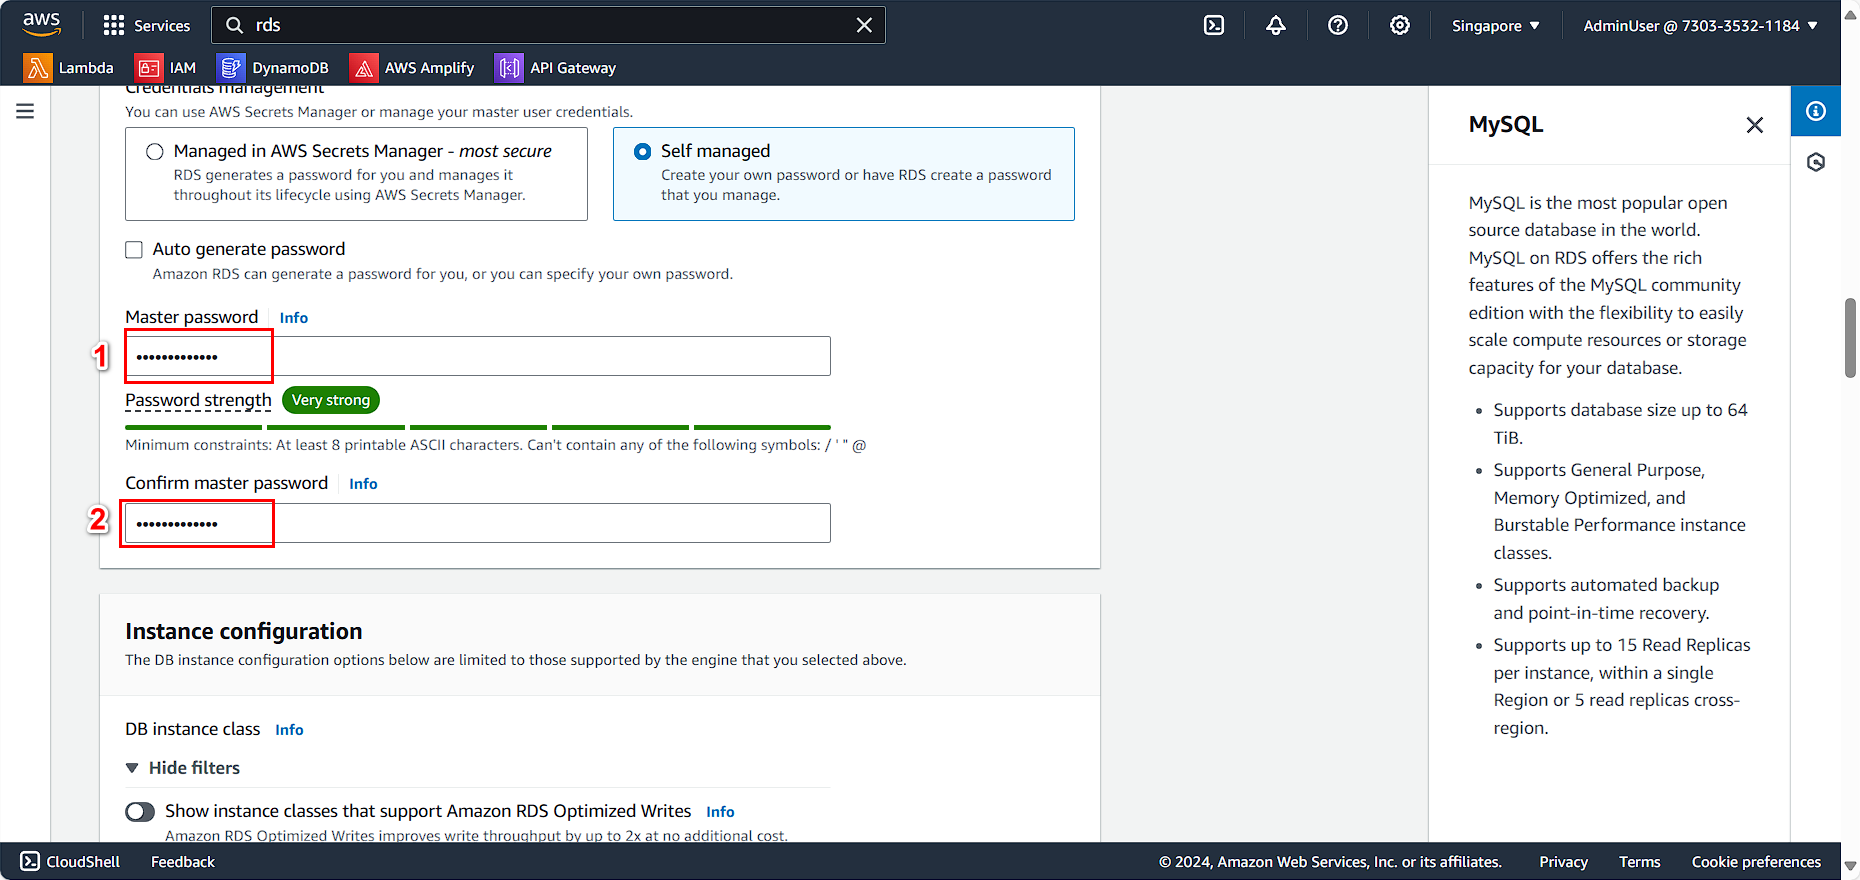 aws
Services
rds
Singapore ▼
AdminUser @ 7303-3532-1184 ▼
Lambda
IAM
DynamoDB
AWS Amplify
API Gateway
Credentials management
You can use AWS Secrets Manager or manage your master user credentials.
Managed in AWS Secrets Manager - most secure
RDS generates a password for you and manages it
throughout its lifecycle using AWS Secrets Manager.
Self managed
Create your own password or have RDS create a password
that you manage.
Auto generate password
Amazon RDS can generate a password for you, or you can specify your own password.
Master password Info
1
•••••••••••••
Password strength Very strong
Minimum constraints: At least 8 printable ASCII characters. Can't contain any of the following symbols: / ' " @
Confirm master password Info
2
•••••••••••••
Instance configuration
The DB instance configuration options below are limited to those supported by the engine that you selected above.
DB instance class Info
▼ Hide filters
Show instance classes that support Amazon RDS Optimized Writes Info
Amazon RDS Optimized Writes improves write throughput by up to 2x at no additional cost.
MySQL
MySQL is the most popular open
source database in the world.
MySQL on RDS offers the rich
features of the MySQL community
edition with the flexibility to easily
scale compute resources or storage
capacity for your database.
• Supports database size up to 64
TiB.
• Supports General Purpose,
Memory Optimized, and
Burstable Performance instance
classes.
• Supports automated backup
and point-in-time recovery.
• Supports up to 15 Read Replicas
per instance, within a single
Region or 5 read replicas cross-
region.
CloudShell
Feedback
© 2024, Amazon Web Services, Inc. or its affiliates.
Privacy
Terms
Cookie preferences